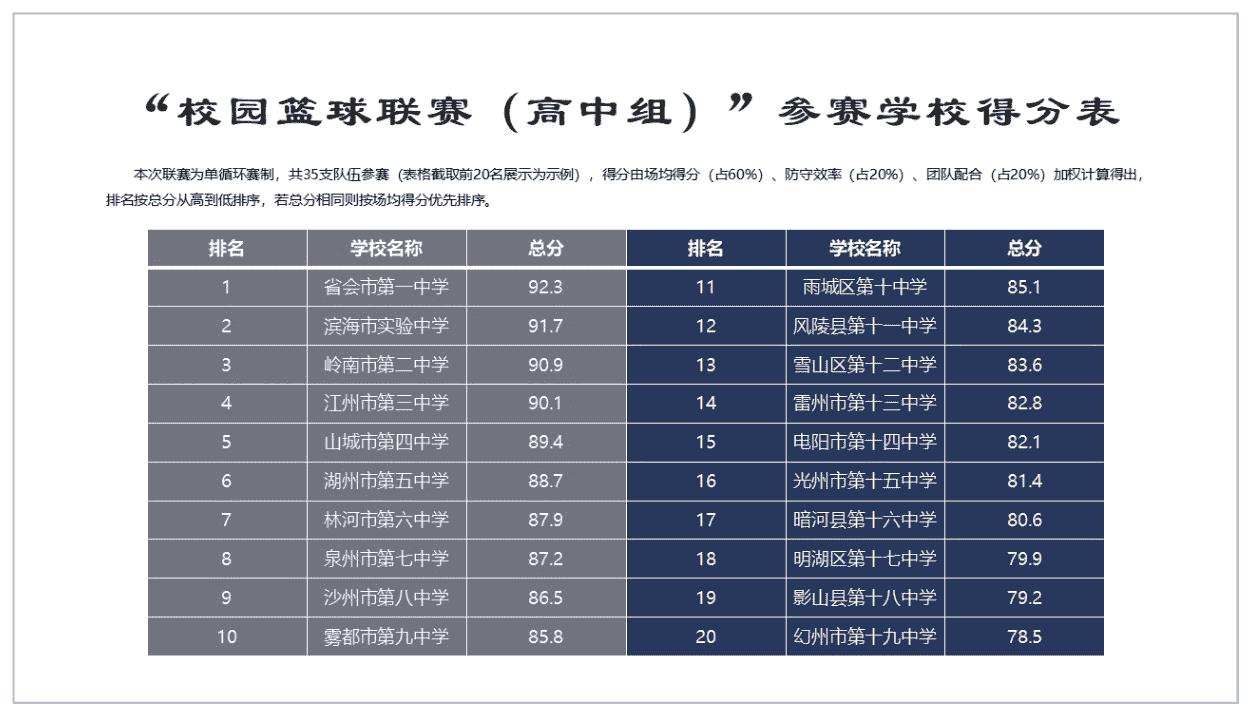 “校园篮球联赛（高中组）”参赛学校得分表
本次联赛为单循环赛制，共35支队伍参赛（表格截取前20名展示为示例），得分由场均得分（占60%）、防守效率（占20%）、团队配合（占20%）加权计算得出，
排名按总分从高到低排序，若总分相同则按场均得分优先排序。
排名 学校名称 总分 排名 学校名称 总分
1 省会市第一中学 92.3 11 雨城区第十中学 85.1
2 滨海市实验中学 91.7 12 风陵县第十一中学 84.3
3 岭南市第二中学 90.9 13 雪山区第十二中学 83.6
4 江州市第三中学 90.1 14 雷州市第十三中学 82.8
5 山城市第四中学 89.4 15 电阳市第十四中学 82.1
6 湖州市第五中学 88.7 16 光州市第十五中学 81.4
7 林河市第六中学 87.9 17 暗河县第十六中学 80.6
8 泉州市第七中学 87.2 18 明湖区第十七中学 79.9
9 沙州市第八中学 86.5 19 影山县第十八中学 79.2
10 雾都市第九中学 85.8 20 幻州市第十九中学 78.5